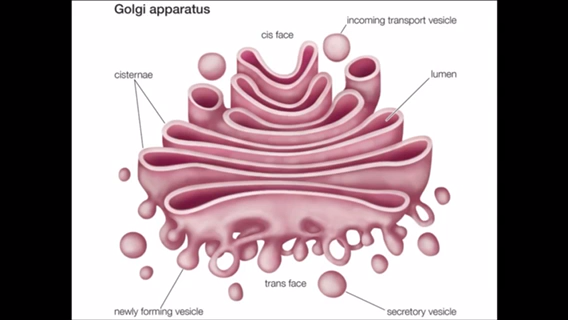 Golgi apparatus
incoming transport vesicle
cis face
cisternae
lumen
trans face
newly forming vesicle
secretory vesicle